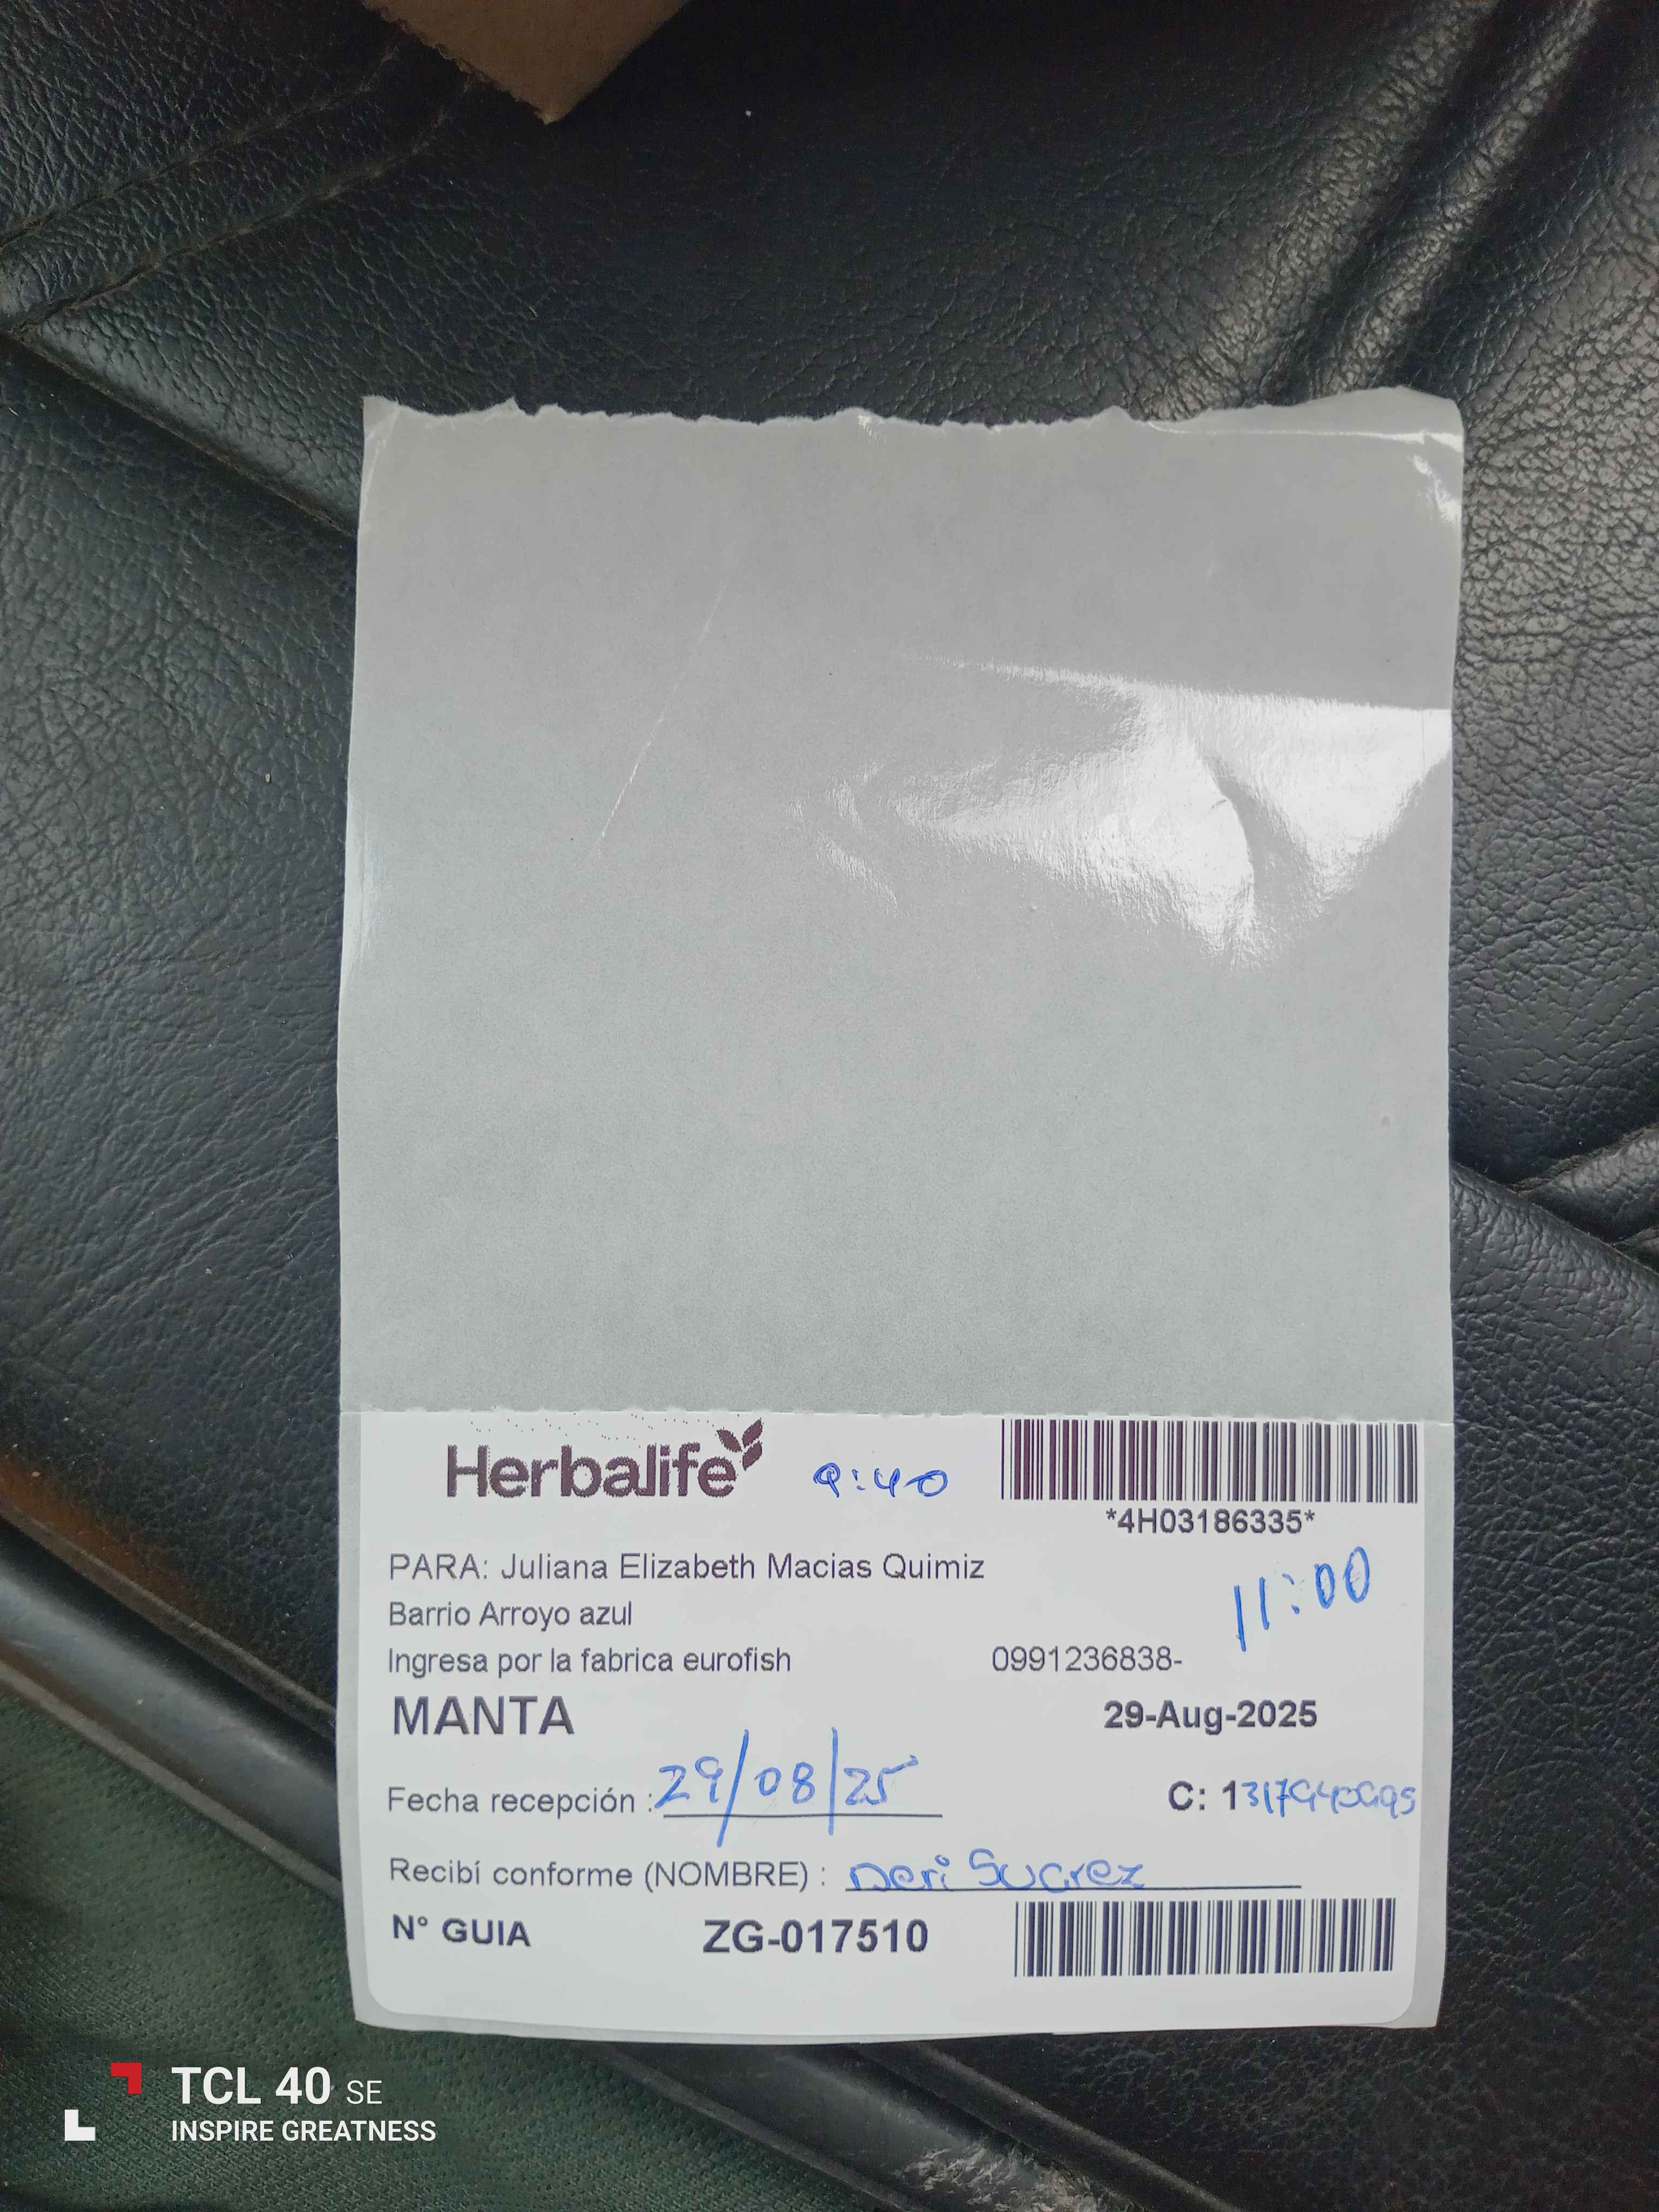 Herbalife 9:40
*4H03186335*
PARA: Juliana Elizabeth Macias Quimiz
11:00
Barrio Arroyo azul
Ingresa por la fabrica eurofish 0991236838-
MANTA 29-Aug-2025
Fecha recepción : 29/08/25 C:
Recibí conforme (NOMBRE) : Neri Suarez
N° GUIA ZG-017510
TCL 40 SE
INSPIRE GREATNESS